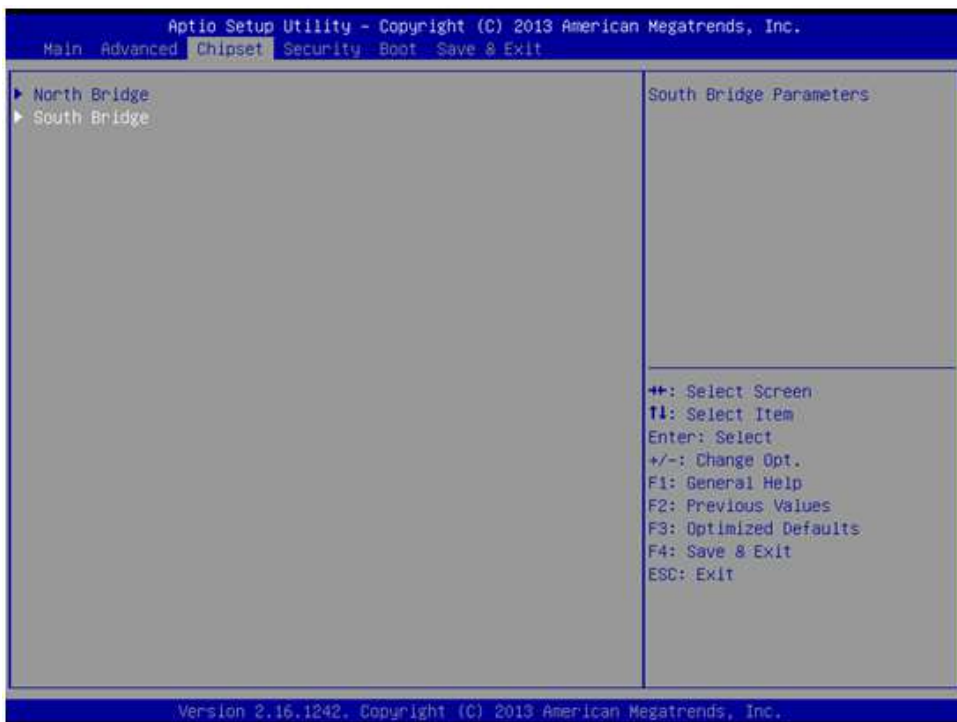 Aptio Setup Utility – Copyright (C) 2013 American Megatrends, Inc.
Main Advanced Chipset Security Boot Save & Exit
▶ North Bridge
▶ South Bridge
South Bridge Parameters
→←: Select Screen
↑↓: Select Item
Enter: Select
+/-: Change Opt.
F1: General Help
F2: Previous Values
F3: Optimized Defaults
F4: Save & Exit
ESC: Exit
Version 2.16.1242. Copyright (C) 2013 American Megatrends, Inc.